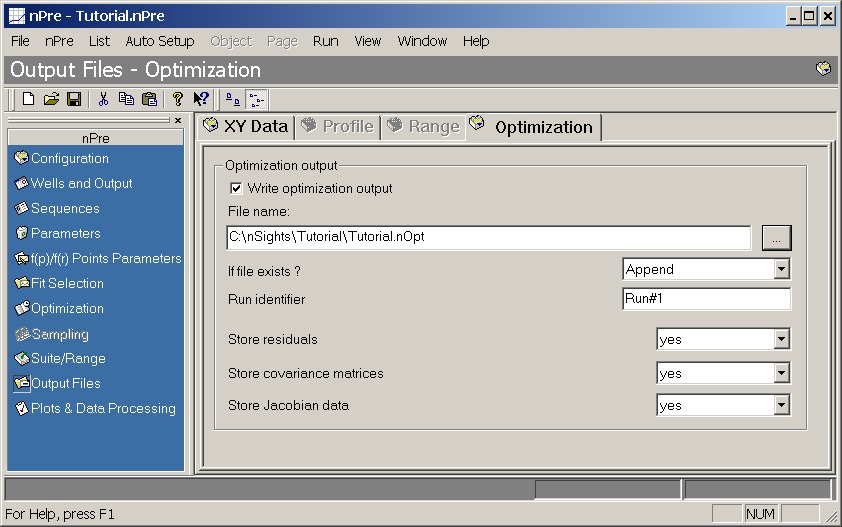 nPre - Tutorial.nPre
File nPre List Auto Setup Object Page Run View Window Help
Output Files - Optimization
nPre
Configuration
Wells and Output
Sequences
Parameters
f(p)/f(r) Points Parameters
Fit Selection
Optimization
Sampling
Suite/Range
Output Files
Plots & Data Processing
XY Data Profile Range Optimization
Optimization output
Write optimization output
File name:
C:\nSights\Tutorial\Tutorial.nOpt
...
If file exists ? Append
Run identifier Run#1
Store residuals yes
Store covariance matrices yes
Store Jacobian data yes
For Help, press F1 NUM